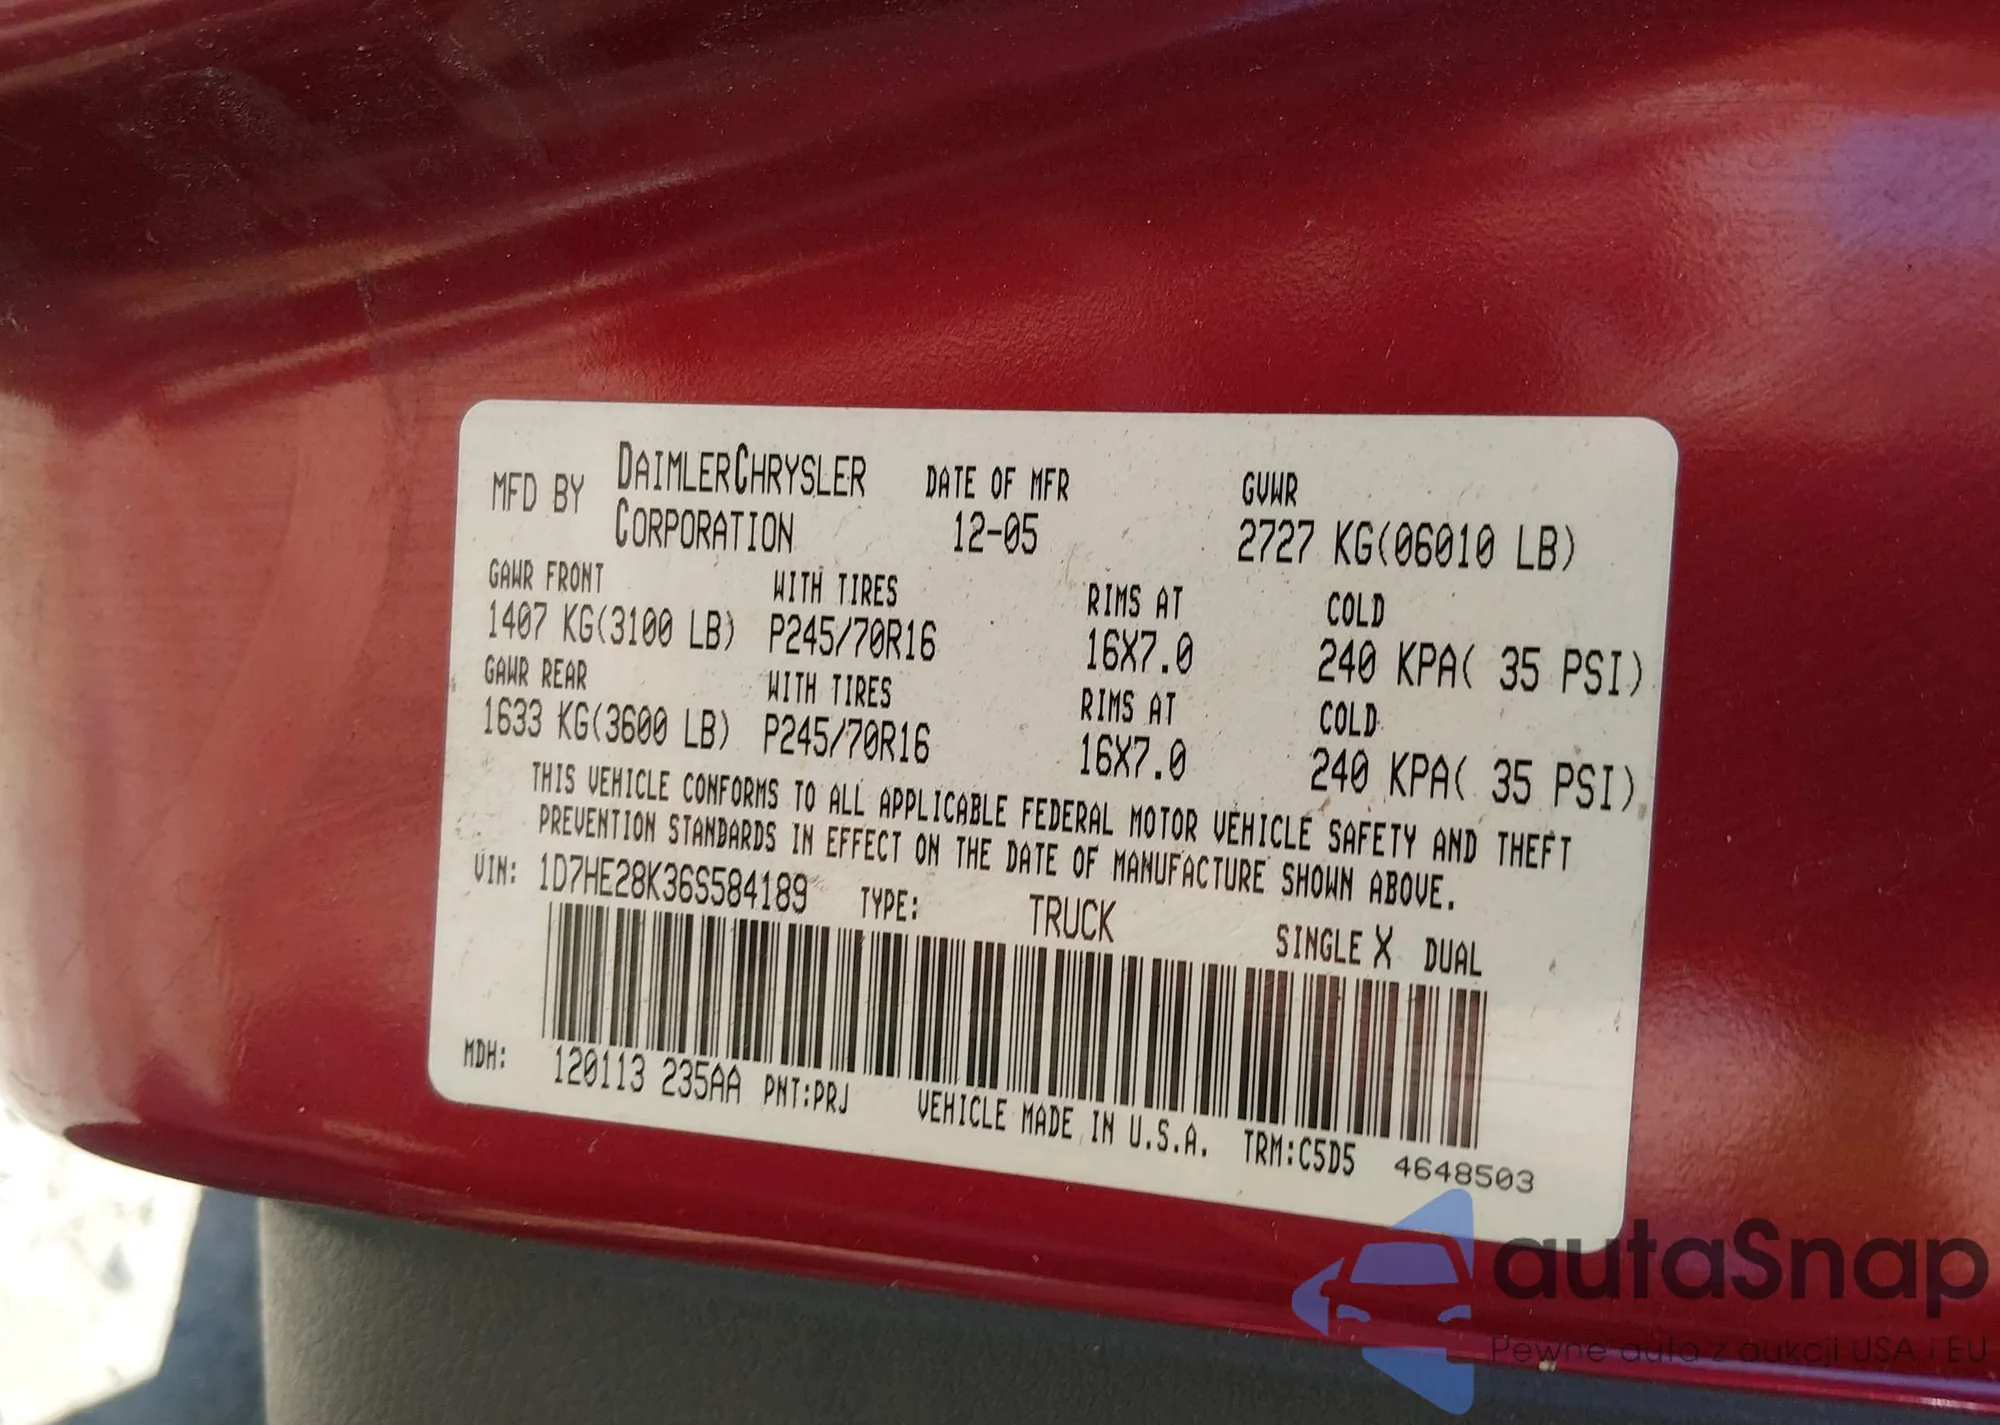 MFD BY DAIMLERCHRYSLER CORPORATION DATE OF MFR 12-05 GVWR 2727 KG(06010 LB)
GAWR FRONT WITH TIRES RIMS AT COLD
1407 KG(3100 LB) P245/70R16 16X7.0 240 KPA( 35 PSI)
GAWR REAR WITH TIRES RIMS AT COLD
1633 KG(3600 LB) P245/70R16 16X7.0 240 KPA( 35 PSI)
THIS VEHICLE CONFORMS TO ALL APPLICABLE FEDERAL MOTOR VEHICLE SAFETY AND THEFT
PREVENTION STANDARDS IN EFFECT ON THE DATE OF MANUFACTURE SHOWN ABOVE.
VIN: 1D7HE28K36S584189 TYPE: TRUCK SINGLE X DUAL
MDH: 120113 235AA PNT:PRJ VEHICLE MADE IN U.S.A. TRM:C5D5 4648503
autaSnap
Pewne auta z aukcji USA i EU